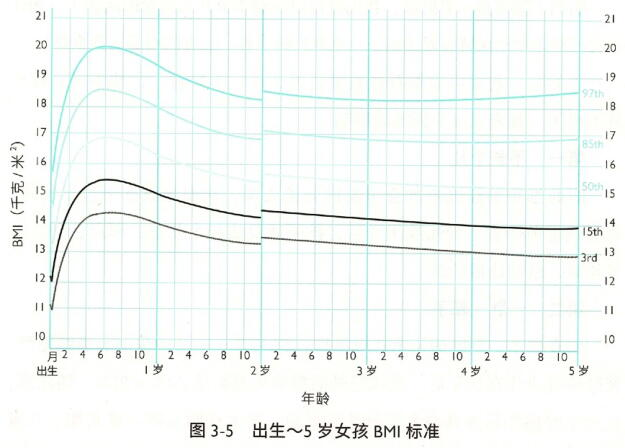 21 21
20 20
19 19
97th
18 18
17 17
85th
16 16
50th
15 15
14 14
15th
13 13
3rd
12 12
11 11
10 10
BMI（千克/米²）
月 2 4 6 8 10 2 4 6 8 10 2 4 6 8 10 2 4 6 8 10 2 4 6 8 10
出生 1岁 2岁 3岁 4岁 5岁
年龄
图 3-5 出生～5 岁女孩 BMI 标准